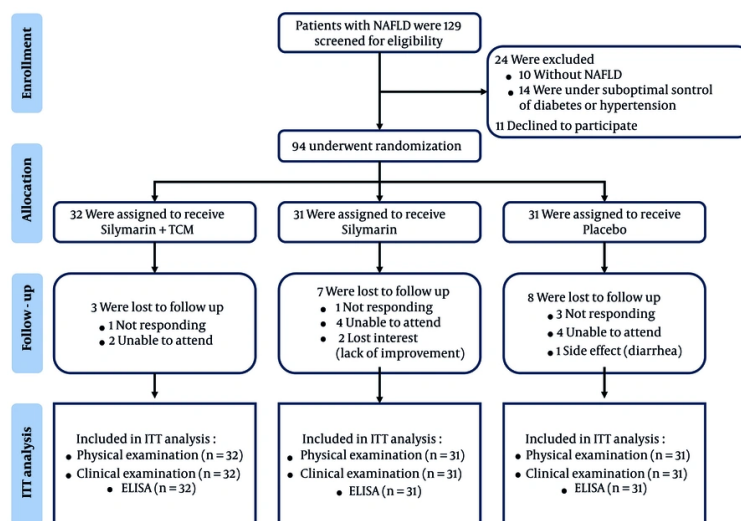 Enrollment
Patients with NAFLD were 129
screened for eligibility
24 Were excluded
• 10 Without NAFLD
• 14 Were under suboptimal sontrol
of diabetes or hypertension
11 Declined to participate
94 underwent randomization
Allocation
32 Were assigned to receive
Silymarin + TCM
31 Were assigned to receive
Silymarin
31 Were assigned to receive
Placebo
Follow - up
3 Were lost to follow up
• 1 Not responding
• 2 Unable to attend
7 Were lost to follow up
• 1 Not responding
• 4 Unable to attend
• 2 Lost interest
(lack of improvement)
8 Were lost to follow up
• 3 Not responding
• 4 Unable to attend
• 1 Side effect (diarrhea)
ITT analysis
Included in ITT analysis :
• Physical examination (n = 32)
• Clinical examination (n = 32)
• ELISA (n = 32)
Included in ITT analysis :
• Physical examination (n = 31)
• Clinical examination (n = 31)
• ELISA (n = 31)
Included in ITT analysis :
• Physical examination (n = 31)
• Clinical examination (n = 31)
• ELISA (n = 31)